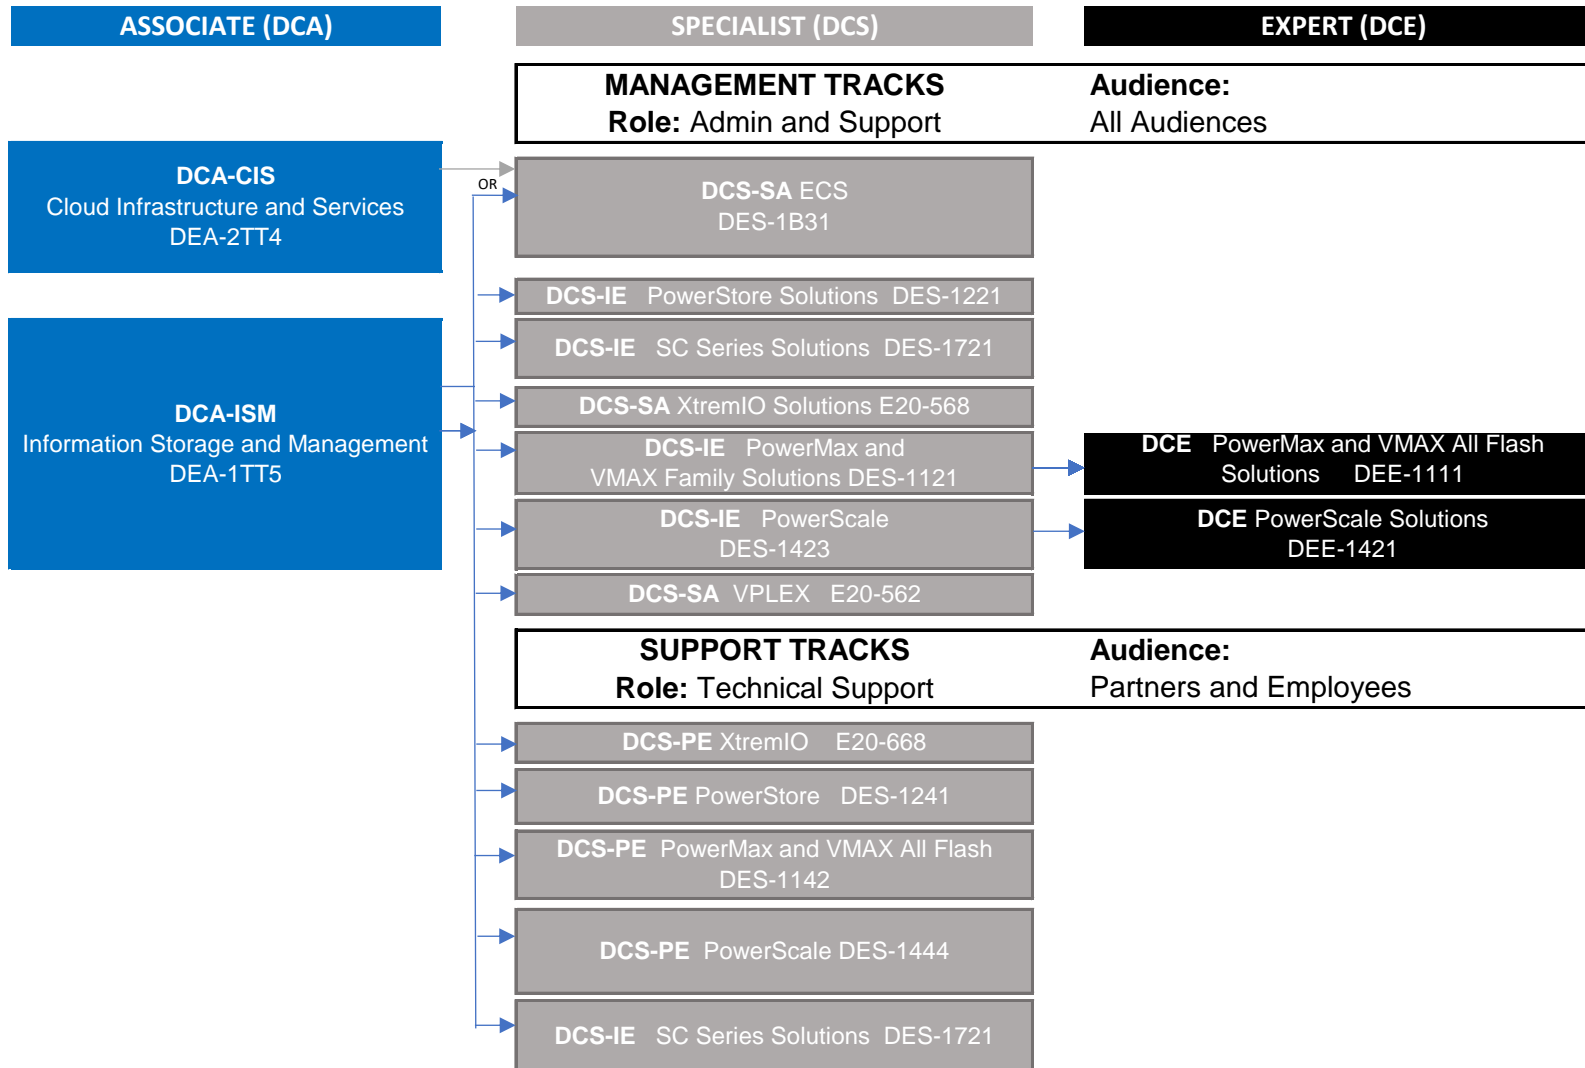 ASSOCIATE (DCA)
SPECIALIST (DCS)
EXPERT (DCE)
MANAGEMENT TRACKS
Role: Admin and Support
Audience:
All Audiences
DCA-CIS
Cloud Infrastructure and Services
DEA-2TT4
OR
DCS-SA ECS
DES-1B31
DCS-IE PowerStore Solutions DES-1221
DCS-IE SC Series Solutions DES-1721
DCA-ISM
Information Storage and Management
DEA-1TT5
DCS-SA XtremIO Solutions E20-568
DCS-IE PowerMax and
VMAX Family Solutions DES-1121
DCE PowerMax and VMAX All Flash
Solutions DEE-1111
DCS-IE PowerScale
DES-1423
DCE PowerScale Solutions
DEE-1421
DCS-SA VPLEX E20-562
SUPPORT TRACKS
Role: Technical Support
Audience:
Partners and Employees
DCS-PE XtremIO E20-668
DCS-PE PowerStore DES-1241
DCS-PE PowerMax and VMAX All Flash
DES-1142
DCS-PE PowerScale DES-1444
DCS-IE SC Series Solutions DES-1721